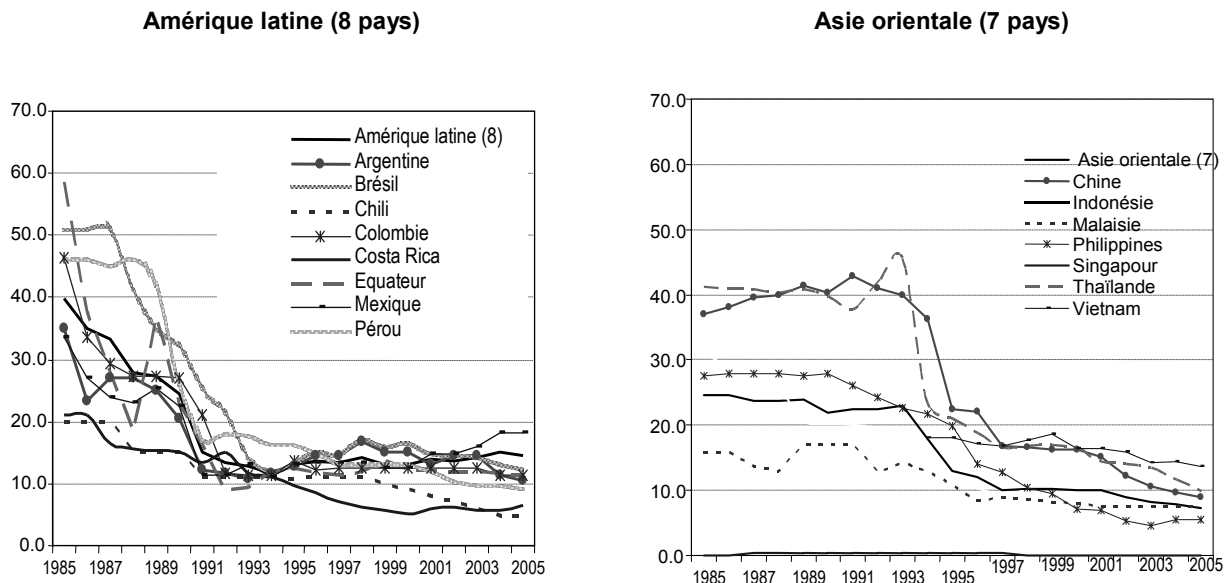 Amérique latine (8 pays)
70.0
60.0
50.0
40.0
30.0
20.0
10.0
0.0
Amérique latine (8)
Argentine
Brésil
Chili
Colombie
Costa Rica
Equateur
Mexique
Pérou
1985 1987 1989 1991 1993 1995 1997 1999 2001 2003 2005
Asie orientale (7 pays)
70.0
60.0
50.0
40.0
30.0
20.0
10.0
0.0
Asie orientale (7)
Chine
Indonésie
Malaisie
Philippines
Singapour
Thaïlande
Vietnam
1985 1987 1989 1991 1993 1995 1997 1999 2001 2003 2005